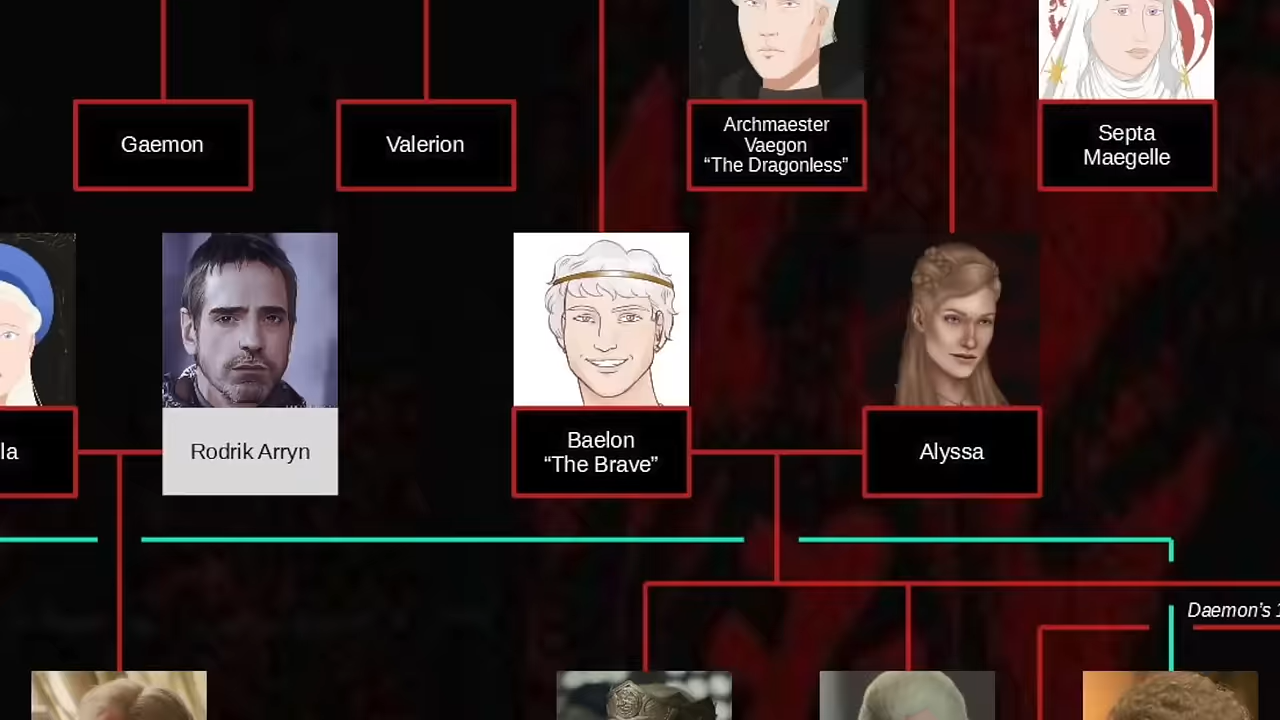 Gaemon
Valerion
Archmaester
Vaegon
“The Dragonless”
Septa
Maegelle
la
Rodrik Arryn
Baelon
“The Brave”
Alyssa
Daemon's